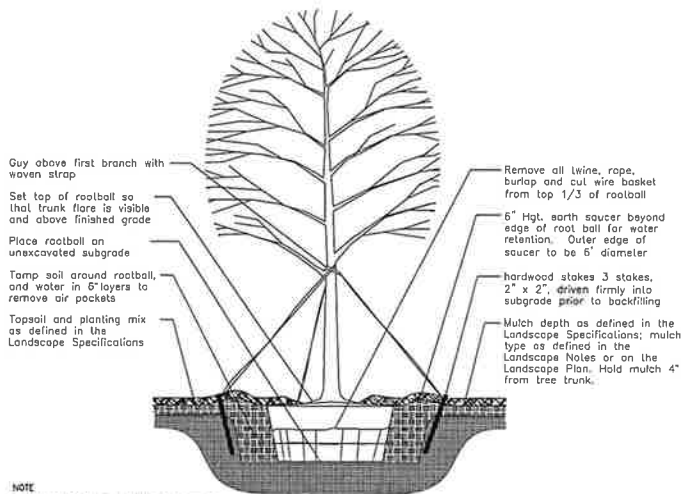 Guy above first branch with
woven strap
Set top of rootball so
that trunk flare is visible
and above finished grade
Place rootball on
unexcavated subgrade
Tamp soil around rootball,
and water in 6" layers to
remove air pockets
Topsoil and planting mix
as defined in the
Landscape Specifications
Remove all twine, rope,
burlap and cut wire basket
from top 1/3 of rootball
6" Hgt. earth saucer beyond
edge of root ball for water
retention. Outer edge of
saucer to be 6' diameter
hardwood stakes 3 stakes,
2" x 2", driven firmly into
subgrade prior to backfilling
Mulch depth as defined in the
Landscape Specifications; mulch
type as defined in the
Landscape Notes or on the
Landscape Plan. Hold mulch 4"
from tree trunk.
NOTE